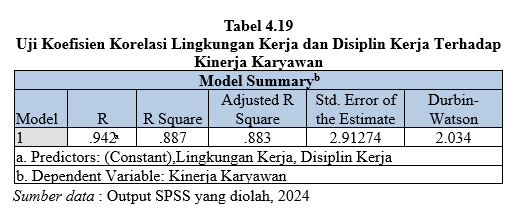 Tabel 4.19
Uji Koefisien Korelasi Lingkungan Kerja dan Disiplin Kerja Terhadap
Kinerja Karyawan
Model Summaryb
Model R R Square Adjusted R Square Std. Error of the Estimate Durbin-Watson
1 .942a .887 .883 2.91274 2.034
a. Predictors: (Constant),Lingkungan Kerja, Disiplin Kerja
b. Dependent Variable: Kinerja Karyawan
Sumber data : Output SPSS yang diolah, 2024